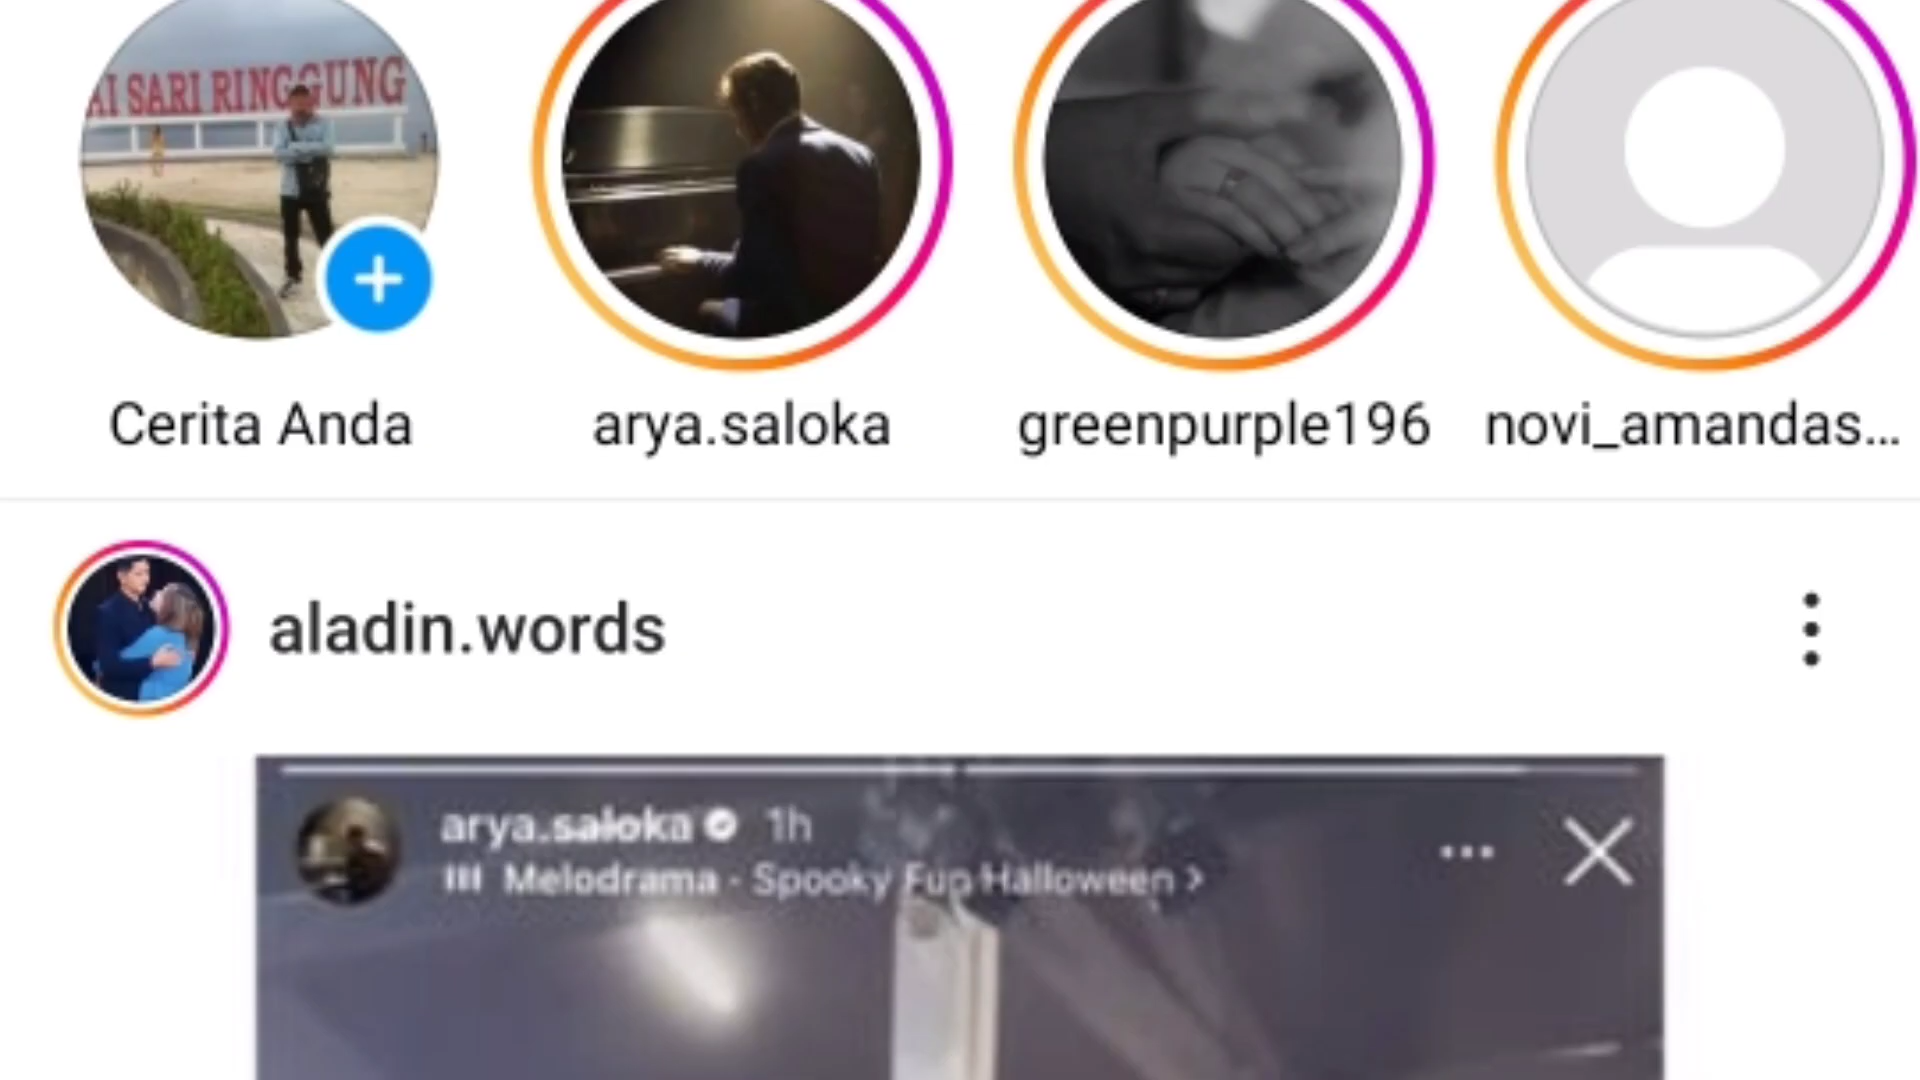 AI SARI RINGGUNG
Cerita Anda
arya.saloka
greenpurple196
novi_amandas...
aladin.words
arya.saloka 1h
Melodrama · Spooky Fun Halloween >